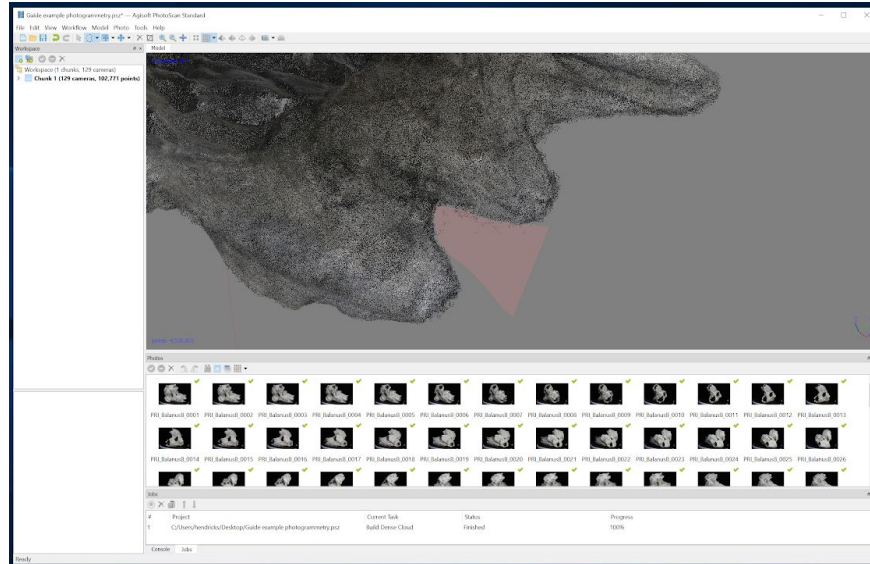 Guide example photogrammetry.psz* — Agisoft PhotoScan Standard
File Edit View Workflow Model Photo Tools Help
Workspace
Model
Workspace (1 chunks, 129 cameras)
Chunk 1 (129 cameras, 102,771 points)
Photos
PRI_Balanus8_0001 PRI_Balanus8_0002 PRI_Balanus8_0003 PRI_Balanus8_0004 PRI_Balanus8_0005 PRI_Balanus8_0006 PRI_Balanus8_0007 PRI_Balanus8_0008 PRI_Balanus8_0009 PRI_Balanus8_0010 PRI_Balanus8_0011 PRI_Balanus8_0012 PRI_Balanus8_0013
PRI_Balanus8_0014 PRI_Balanus8_0015 PRI_Balanus8_0016 PRI_Balanus8_0017 PRI_Balanus8_0018 PRI_Balanus8_0019 PRI_Balanus8_0020 PRI_Balanus8_0021 PRI_Balanus8_0022 PRI_Balanus8_0023 PRI_Balanus8_0024 PRI_Balanus8_0025 PRI_Balanus8_0026
Jobs
# Project Current Task Status Progress
1 C:/Users/hendricks/Desktop/Guide example photogrammetry.psz Build Dense Cloud Finished 100%
Console Jobs
Ready